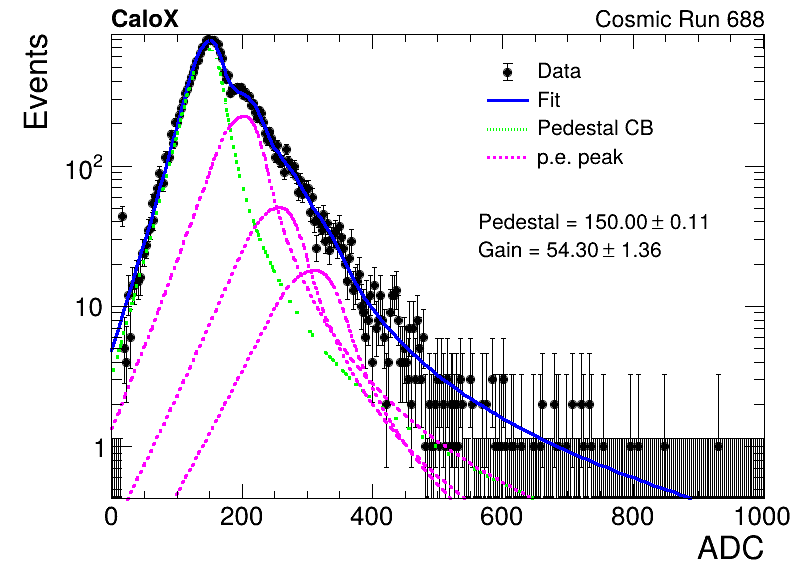 CaloX Cosmic Run 688
Events
Data
Fit
Pedestal CB
p.e. peak
Pedestal = 150.00 ± 0.11
Gain = 54.30 ± 1.36
10²
10
1
0 200 400 600 800 1000
ADC